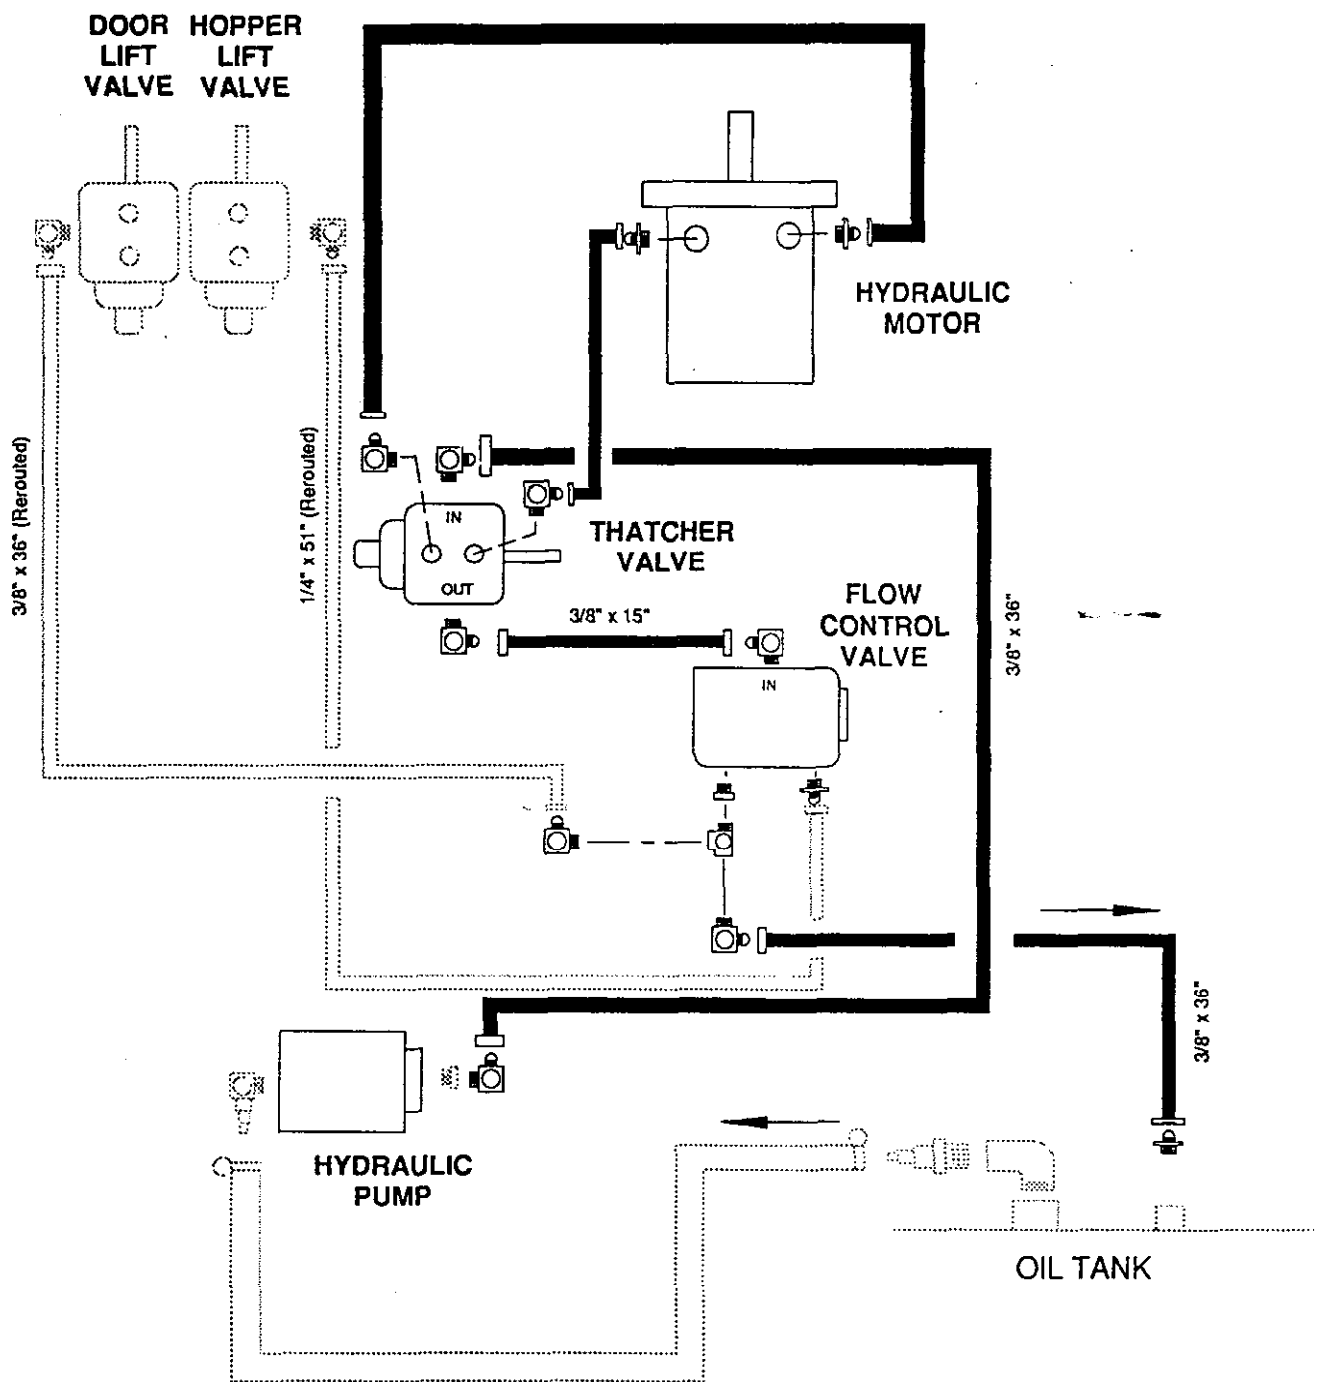 DOOR
LIFT
VALVE
HOPPER
LIFT
VALVE
HYDRAULIC
MOTOR
3/8" x 36" (Rerouted)
1/4" x 51" (Rerouted)
IN
OUT
THATCHER
VALVE
3/8" x 15"
FLOW
CONTROL
VALVE
IN
3/8" x 36"
3/8" x 36"
HYDRAULIC
PUMP
OIL TANK